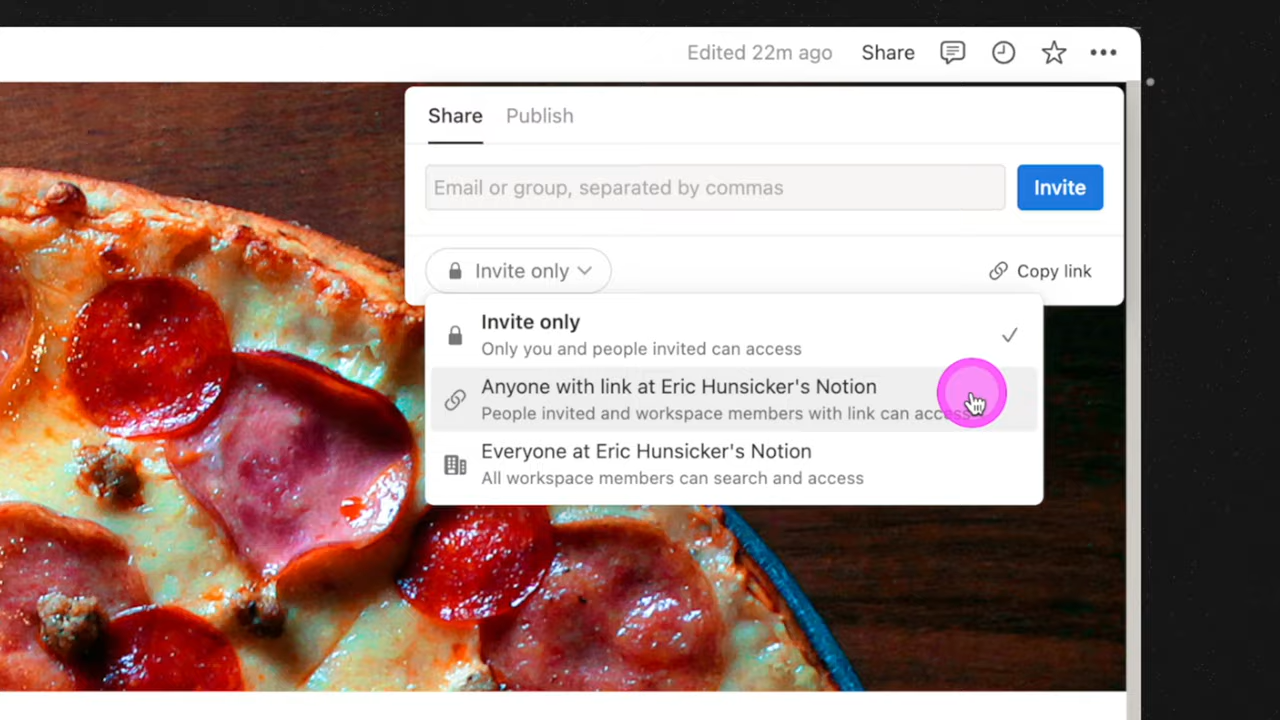 Edited 22m ago Share
Share Publish
Email or group, separated by commas Invite
Invite only Copy link
Invite only
Only you and people invited can access
Anyone with link at Eric Hunsicker's Notion
People invited and workspace members with link can access
Everyone at Eric Hunsicker's Notion
All workspace members can search and access